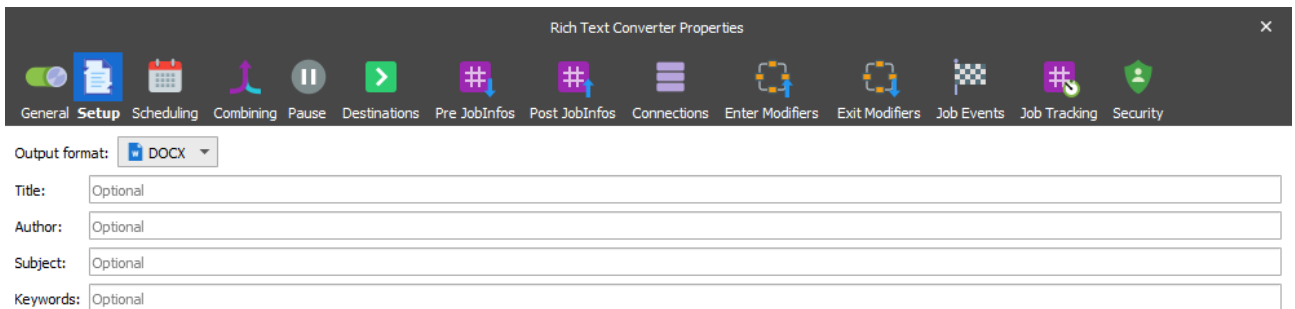 Rich Text Converter Properties
General Setup Scheduling Combining Pause Destinations Pre JobInfos Post JobInfos Connections Enter Modifiers Exit Modifiers Job Events Job Tracking Security
Output format: DOCX
Title: Optional
Author: Optional
Subject: Optional
Keywords: Optional